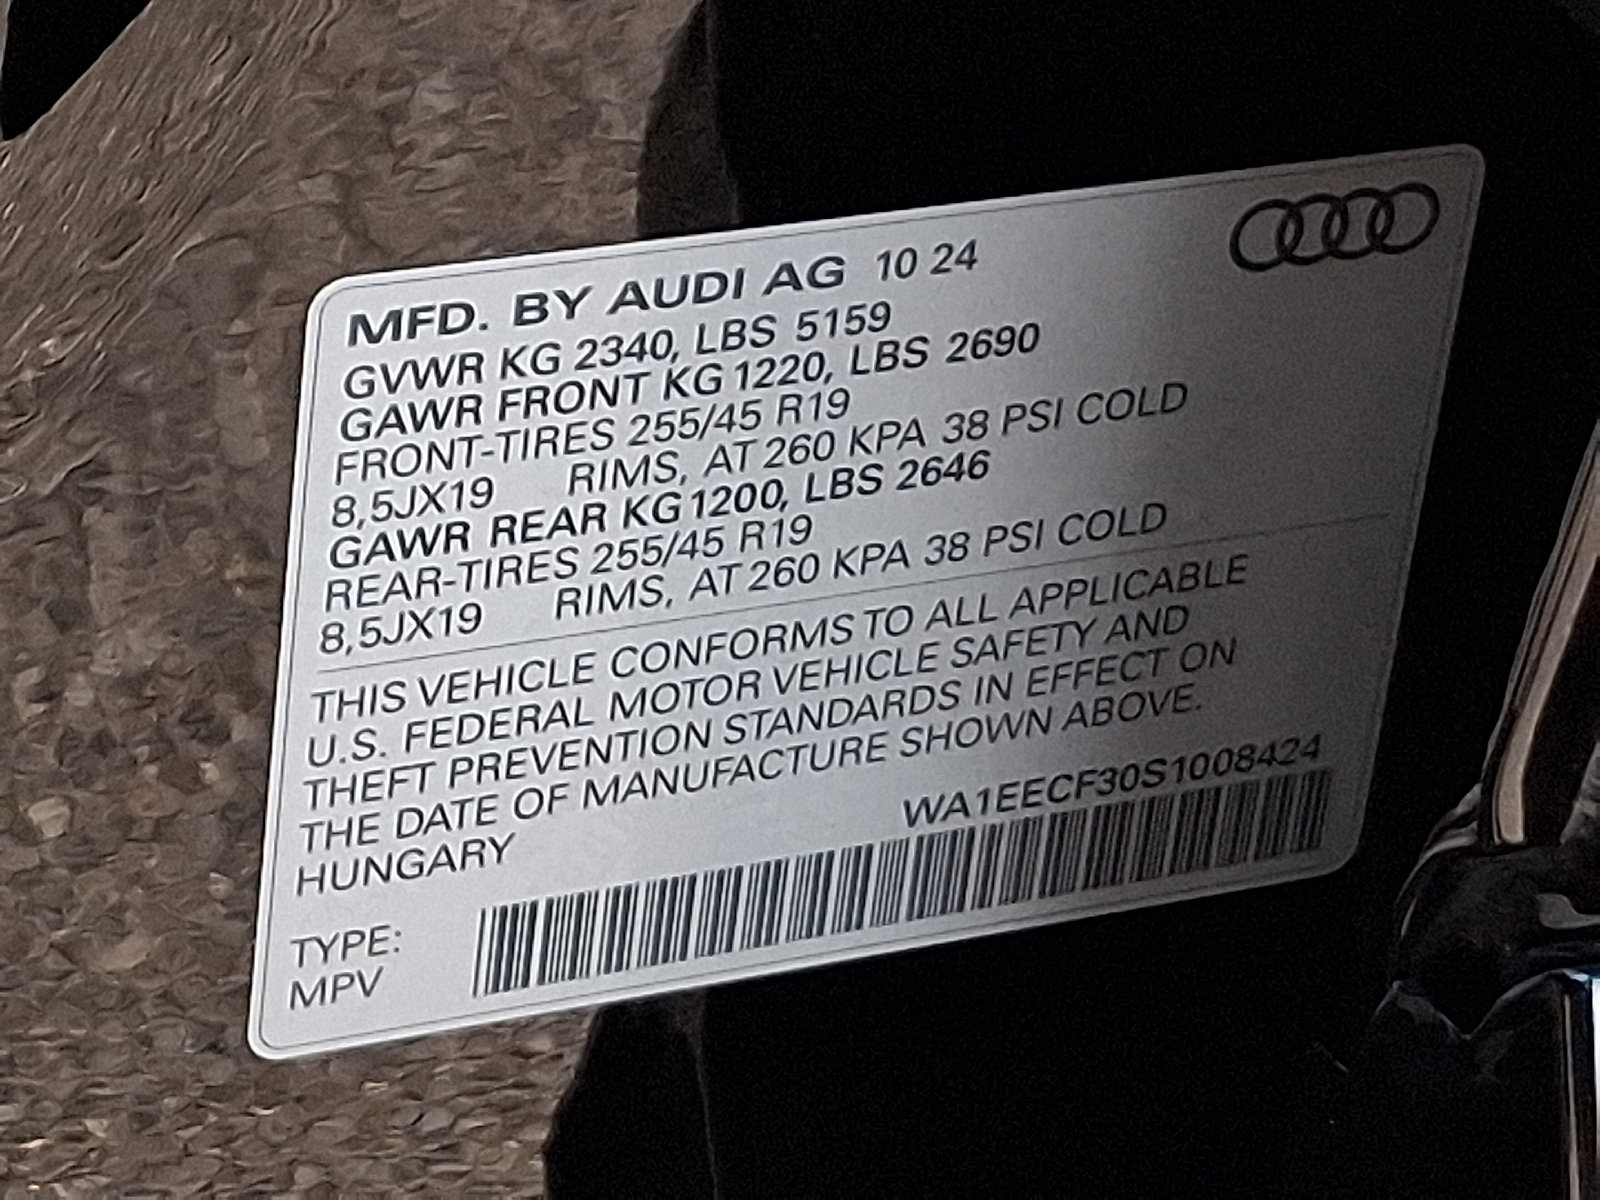 MFD. BY AUDI AG 10 24
GVWR KG 2340, LBS 5159
GAWR FRONT KG 1220, LBS 2690
FRONT-TIRES 255/45 R19
8,5JX19 RIMS, AT 260 KPA 38 PSI COLD
GAWR REAR KG 1200, LBS 2646
REAR-TIRES 255/45 R19
8,5JX19 RIMS, AT 260 KPA 38 PSI COLD
THIS VEHICLE CONFORMS TO ALL APPLICABLE
U.S. FEDERAL MOTOR VEHICLE SAFETY AND
THEFT PREVENTION STANDARDS IN EFFECT ON
THE DATE OF MANUFACTURE SHOWN ABOVE.
HUNGARY
WA1EECF30S1008424
TYPE:
MPV